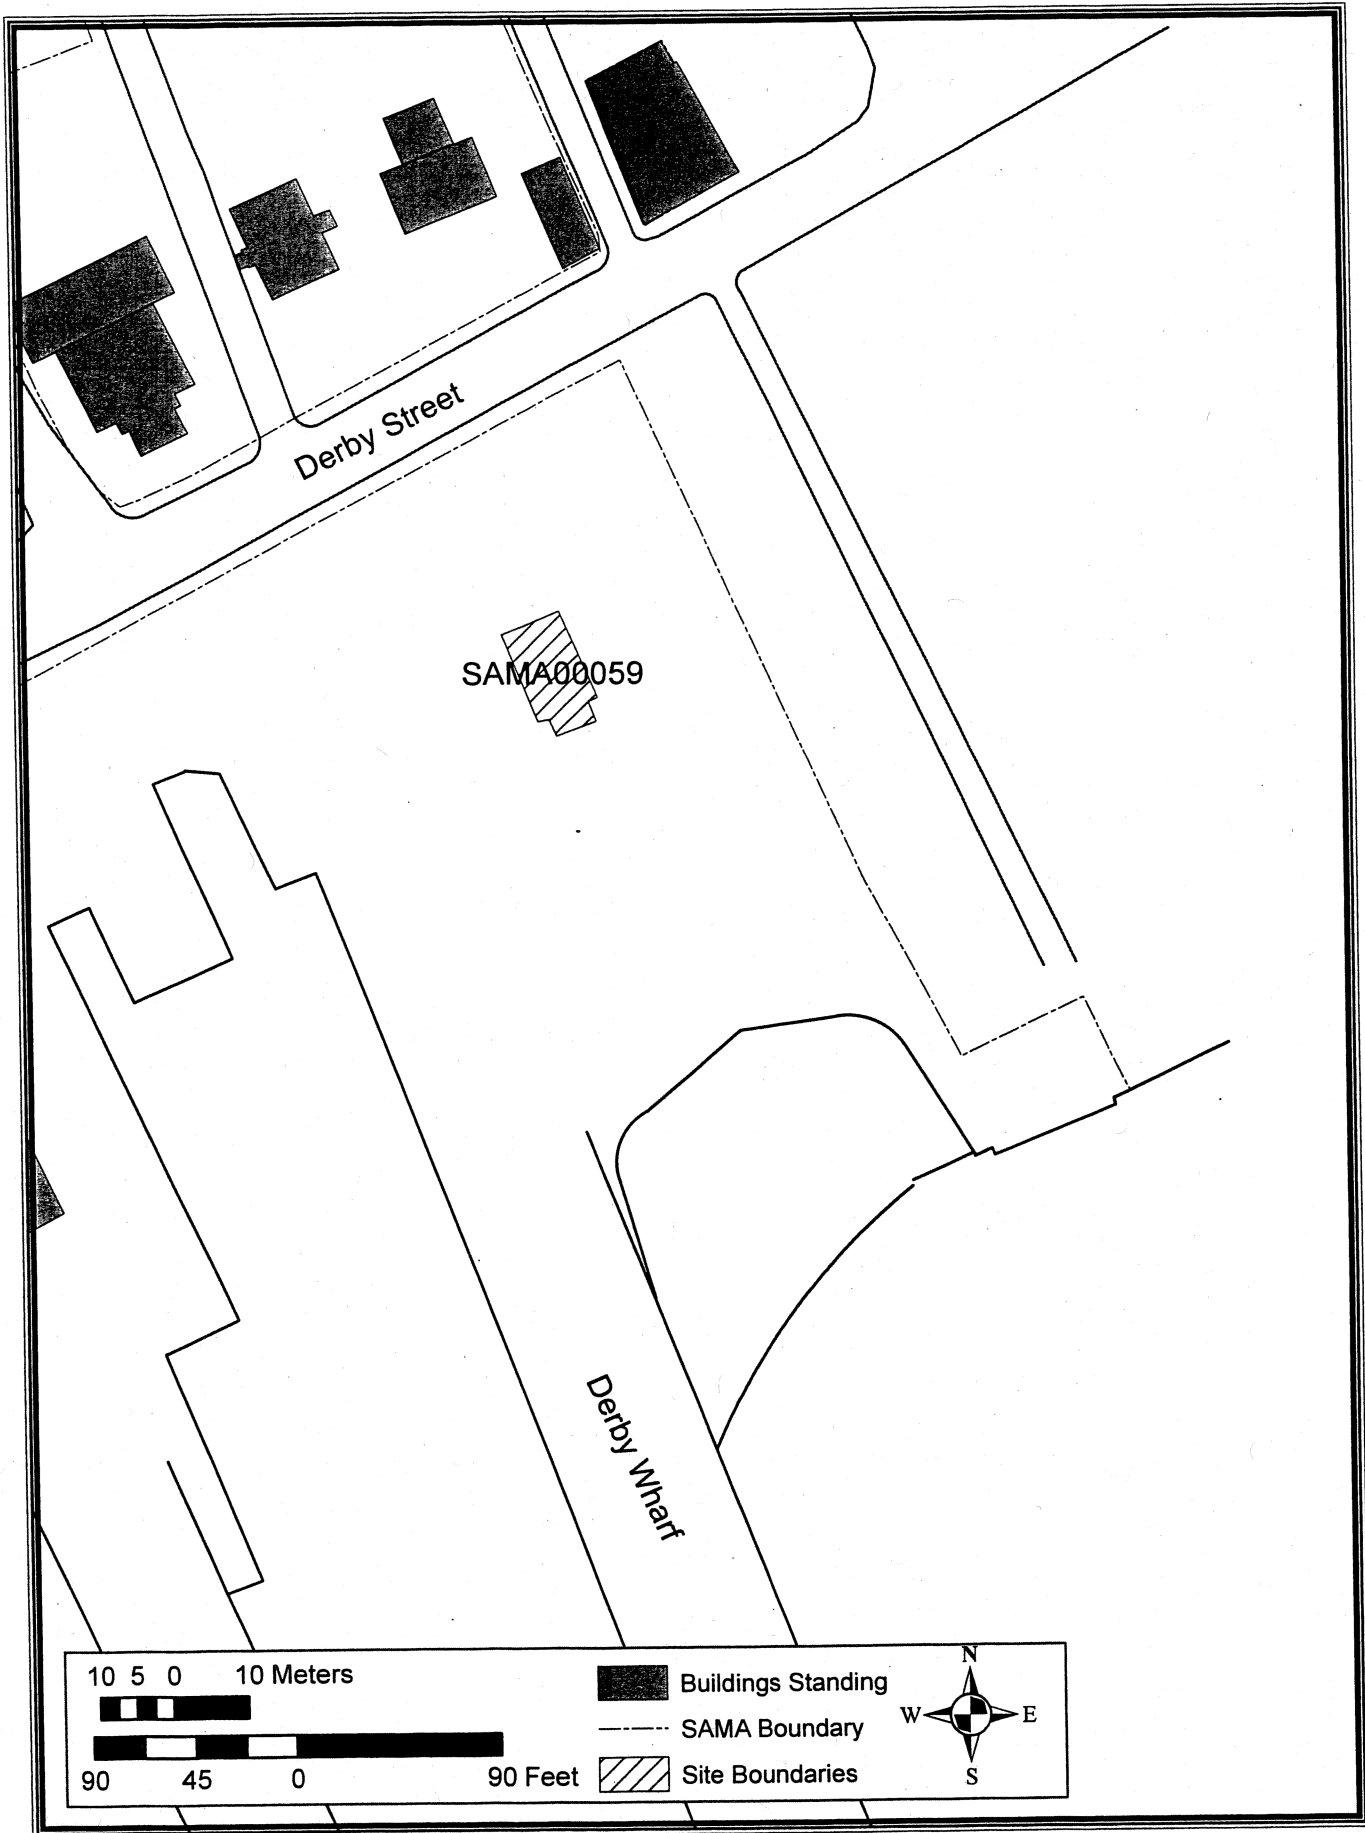 Derby Street
SAMA00059
Derby Wharf
10 5 0 10 Meters
90 45 0 90 Feet
Buildings Standing
SAMA Boundary
Site Boundaries
N
W E
S